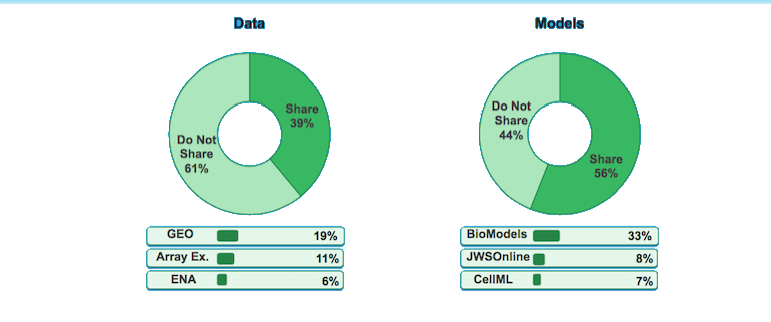 Data
Share
39%
Do Not
Share
61%
GEO 19%
Array Ex. 11%
ENA 6%
Models
Do Not
Share
44%
Share
56%
BioModels 33%
JWSOnline 8%
CellML 7%